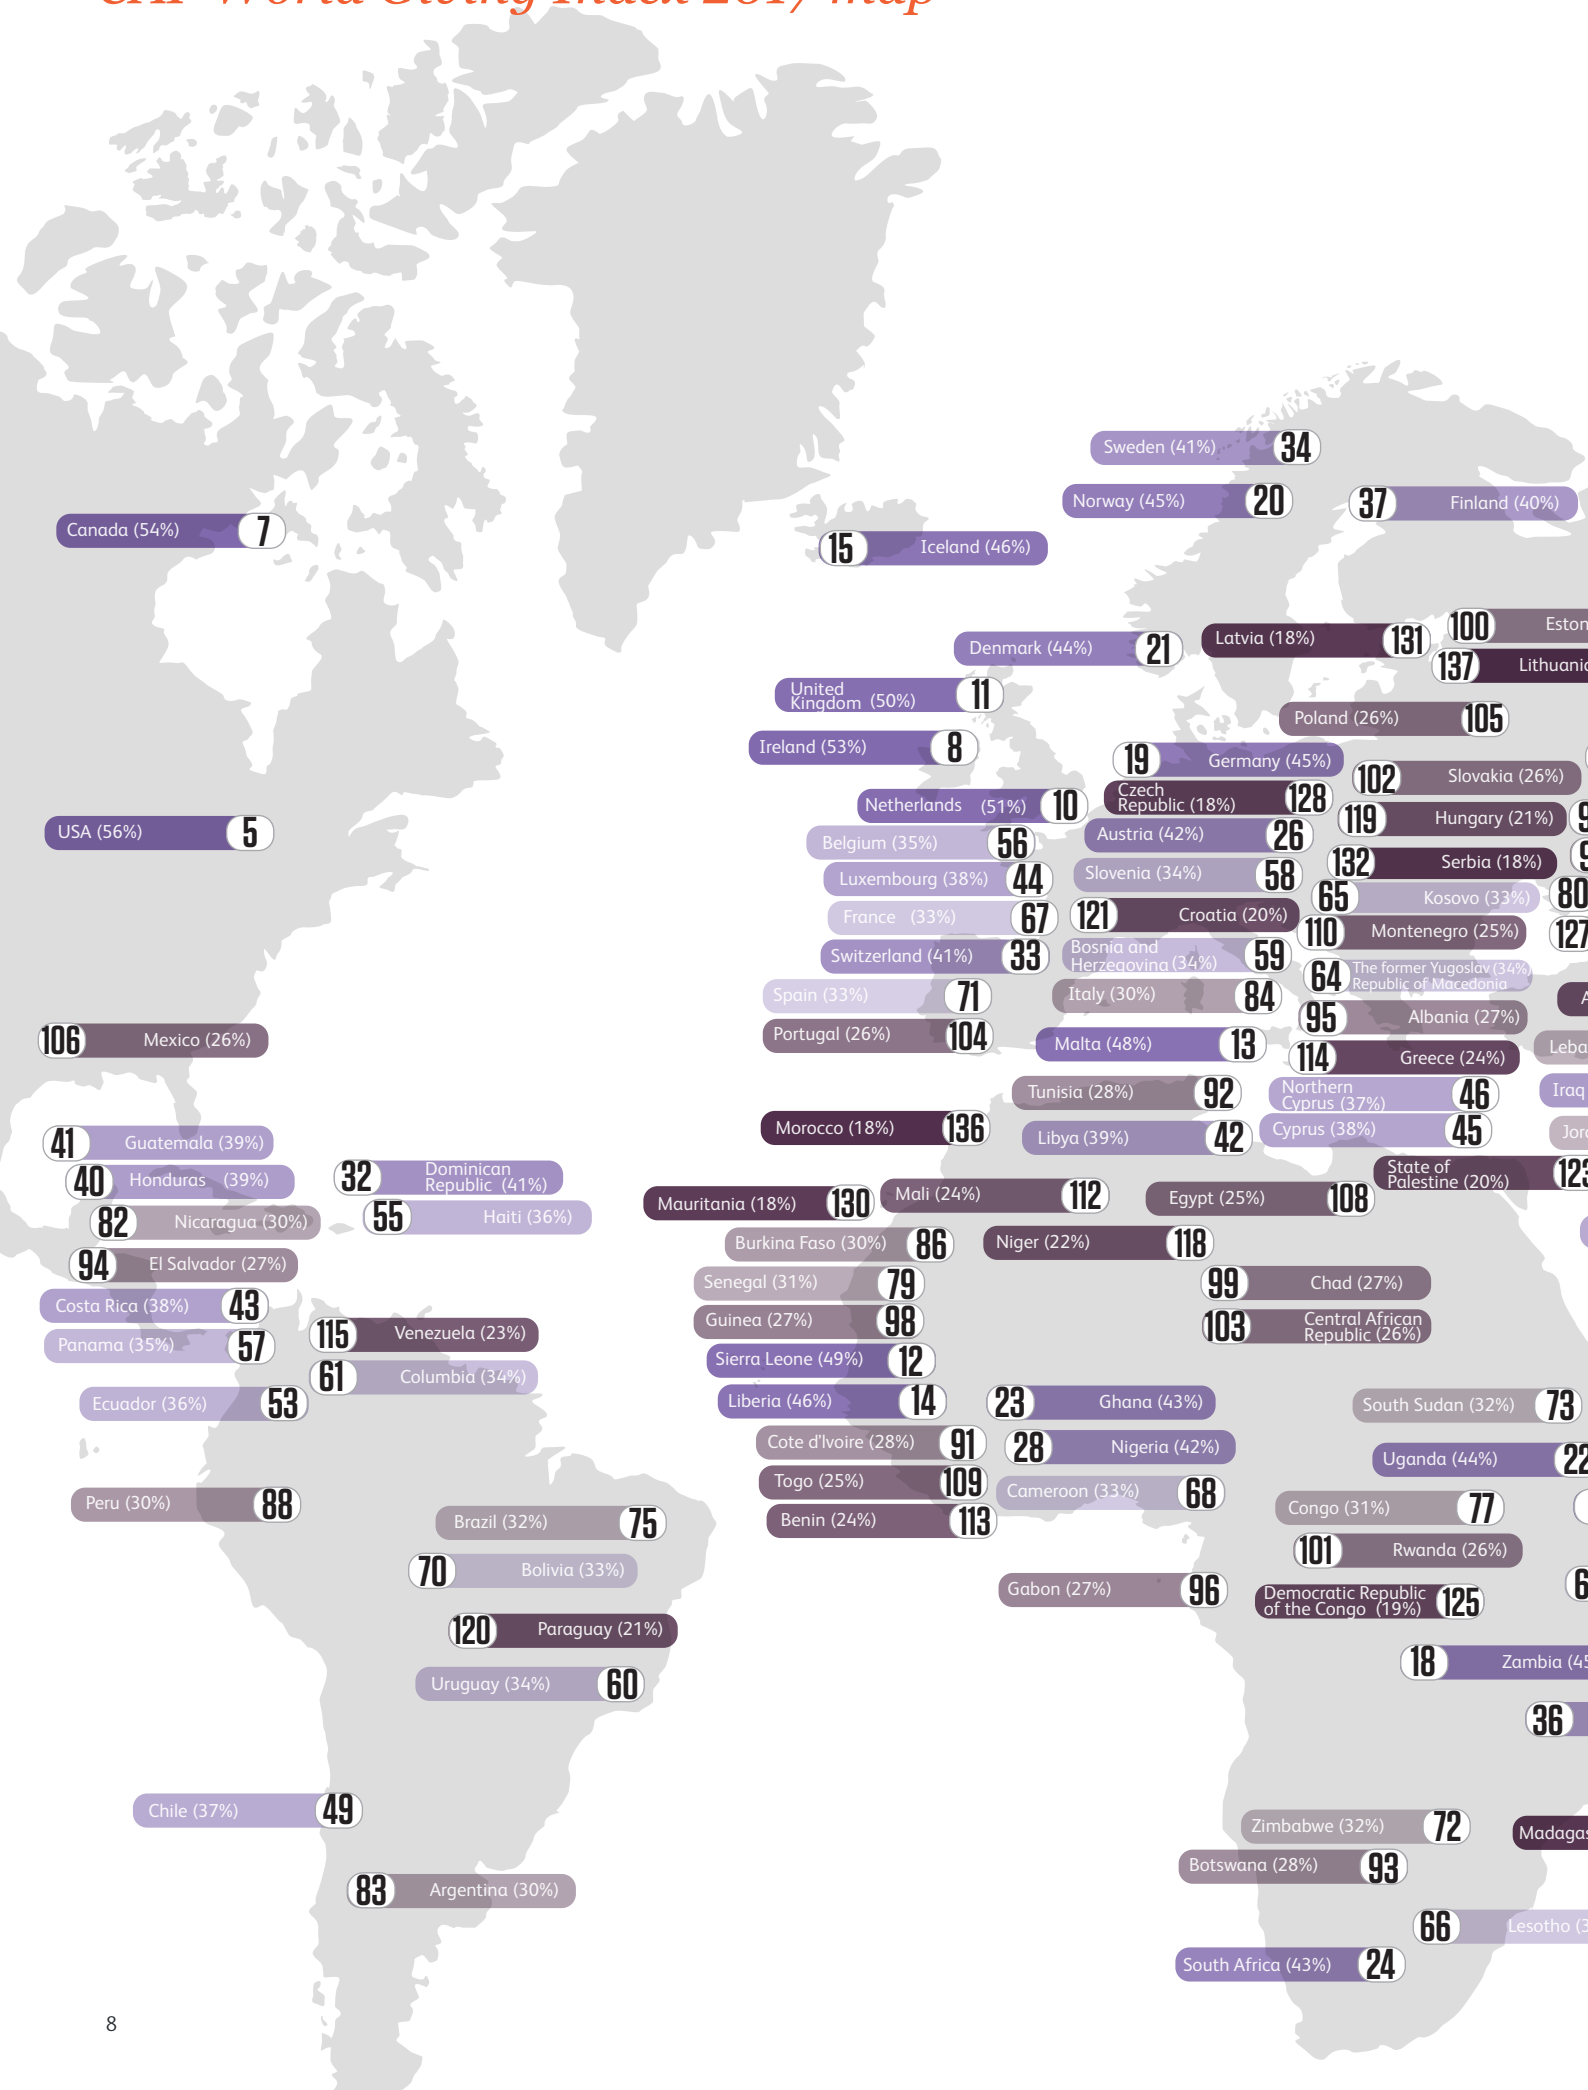 CAF World Giving Index 2017 map
Sweden (41%) 34
Norway (45%) 20
37 Finland (40%)
Canada (54%) 7
15 Iceland (46%)
100
Latvia (18%) 131
Denmark (44%) 21
137
United
Kingdom (50%) 11
Poland (26%) 105
Ireland (53%) 8
19 Germany (45%)
102 Slovakia (26%)
Czech
Republic (18%) 128
Netherlands (51%) 10
119 Hungary (21%)
USA (56%) 5
Austria (42%) 26
Belgium (35%) 56
132 Serbia (18%)
Slovenia (34%) 58
Luxembourg (38%) 44
65 Kosovo (33%)
80
121 Croatia (20%)
France (33%) 67
110 Montenegro (25%)
127
Switzerland (41%) 33
Bosnia and
Herzegovina (34%) 59
64 The former Yugoslav (34%)
Republic of Macedonia
Spain (33%) 71
Italy (30%) 84
95 Albania (27%)
Portugal (26%) 104
106 Mexico (26%)
Malta (48%) 13
114 Greece (24%)
Tunisia (28%) 92
Northern
Cyprus (37%) 46
Iraq
Morocco (18%) 136
Libya (39%) 42
Cyprus (38%) 45
41 Guatemala (39%)
40 Honduras (39%)
32 Dominican
Republic (41%)
State of
Palestine (20%) 123
82 Nicaragua (30%)
55 Haiti (36%)
Mauritania (18%) 130
Mali (24%) 112
Egypt (25%) 108
Burkina Faso (30%) 86
Niger (22%) 118
94 El Salvador (27%)
Senegal (31%) 79
99 Chad (27%)
Costa Rica (38%) 43
Guinea (27%) 98
103 Central African
Republic (26%)
Panama (35%) 57
115 Venezuela (23%)
Sierra Leone (49%) 12
61 Columbia (34%)
Ecuador (36%) 53
Liberia (46%) 14
23 Ghana (43%)
South Sudan (32%) 73
Cote d'Ivoire (28%) 91
28 Nigeria (42%)
Uganda (44%) 22
Togo (25%) 109
Cameroon (33%) 68
Peru (30%) 88
Congo (31%) 77
Brazil (32%) 75
Benin (24%) 113
101 Rwanda (26%)
70 Bolivia (33%)
Gabon (27%) 96
Democratic Republic
of the Congo (19%) 125
120 Paraguay (21%)
18 Zambia
Uruguay (34%) 60
36
Chile (37%) 49
Zimbabwe (32%) 72
Botswana (28%) 93
83 Argentina (30%)
66 Lesotho
South Africa (43%) 24
8